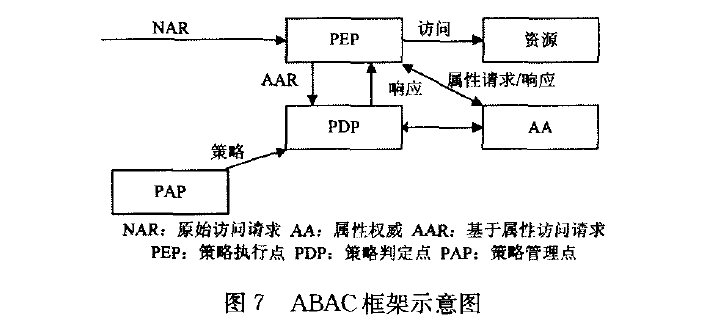 NAR
PEP
访问
资源
AAR
响应
属性请求/响应
PDP
AA
策略
PAP
NAR：原始访问请求 AA：属性权威 AAR：基于属性访问请求
PEP：策略执行点 PDP：策略判定点 PAP：策略管理点
图 7 ABAC 框架示意图